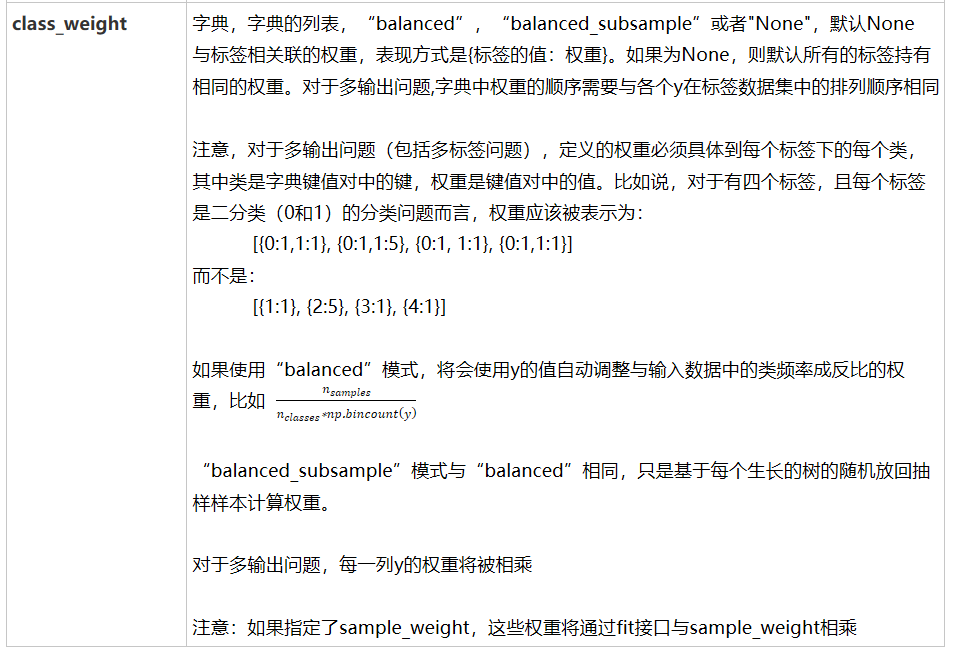 class_weight
字典，字典的列表，“balanced”，“balanced_subsample”或者"None"，默认None
与标签相关联的权重，表现方式是{标签的值：权重}。如果为None，则默认所有的标签持有
相同的权重。对于多输出问题,字典中权重的顺序需要与各个y在标签数据集中的排列顺序相同
注意，对于多输出问题（包括多标签问题），定义的权重必须具体到每个标签下的每个类，
其中类是字典键值对中的键，权重是键值对中的值。比如说，对于有四个标签，且每个标签
是二分类（0和1）的分类问题而言，权重应该被表示为：
[{0:1,1:1}, {0:1,1:5}, {0:1, 1:1}, {0:1,1:1}]
而不是：
[{1:1}, {2:5}, {3:1}, {4:1}]
如果使用“balanced”模式，将会使用y的值自动调整与输入数据中的类频率成反比的权
重，比如 n_samples / n_classes*np.bincount(y)
“balanced_subsample”模式与“balanced”相同，只是基于每个生长的树的随机放回抽
样样本计算权重。
对于多输出问题，每一列y的权重将被相乘
注意：如果指定了sample_weight，这些权重将通过fit接口与sample_weight相乘